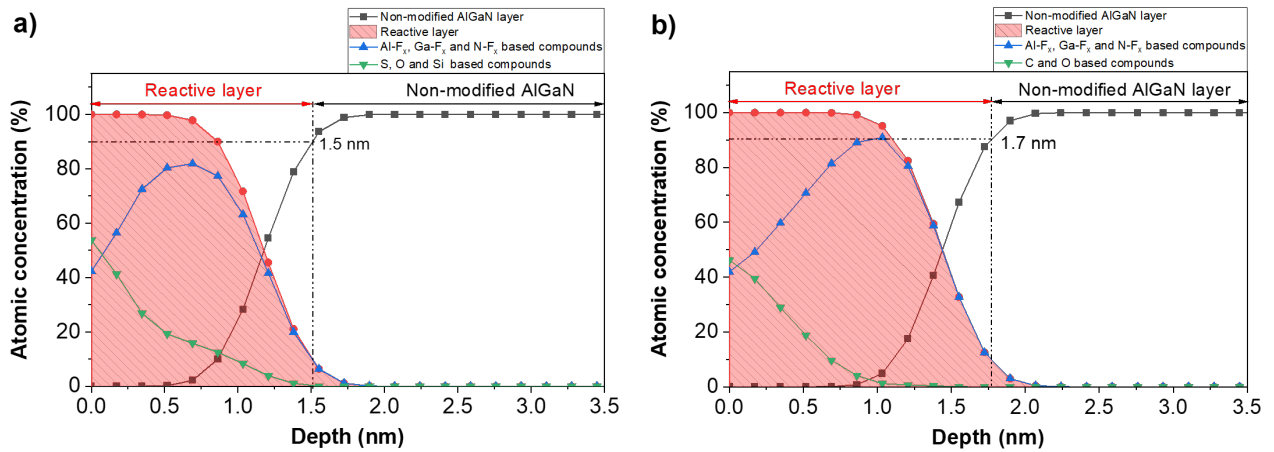 a)
Non-modified AlGaN layer
Reactive layer
Al-Fₓ, Ga-Fₓ and N-Fₓ based compounds
S, O and Si based compounds
Reactive layer
Non-modified AlGaN
1.5 nm
Atomic concentration (%)
100
80
60
40
20
0
0.0 0.5 1.0 1.5 2.0 2.5 3.0 3.5
Depth (nm)
b)
Non-modified AlGaN layer
Reactive layer
Al-Fₓ, Ga-Fₓ and N-Fₓ based compounds
C and O based compounds
Reactive layer
Non-modified AlGaN layer
1.7 nm
Atomic concentration (%)
100
80
60
40
20
0
0.0 0.5 1.0 1.5 2.0 2.5 3.0 3.5
Depth (nm)